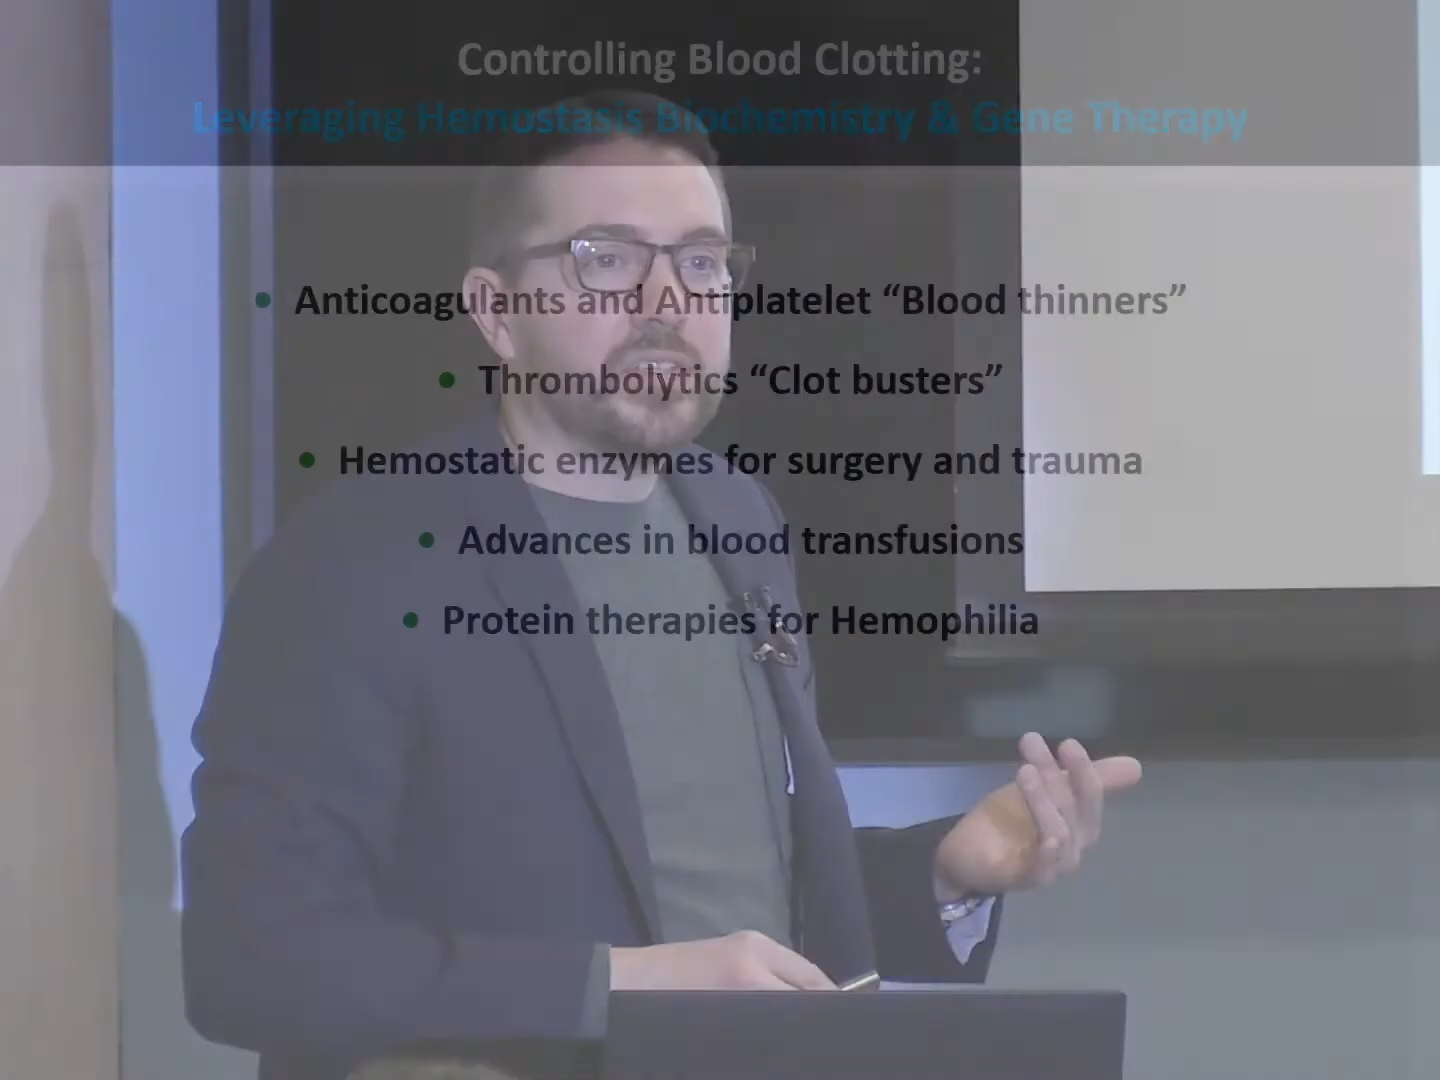 Controlling Blood Clotting:
Leveraging Hemostasis Biochemistry & Gene Therapy
• Anticoagulants and Antiplatelet “Blood thinners”
• Thrombolytics “Clot busters”
• Hemostatic enzymes for surgery and trauma
• Advances in blood transfusions
• Protein therapies for Hemophilia